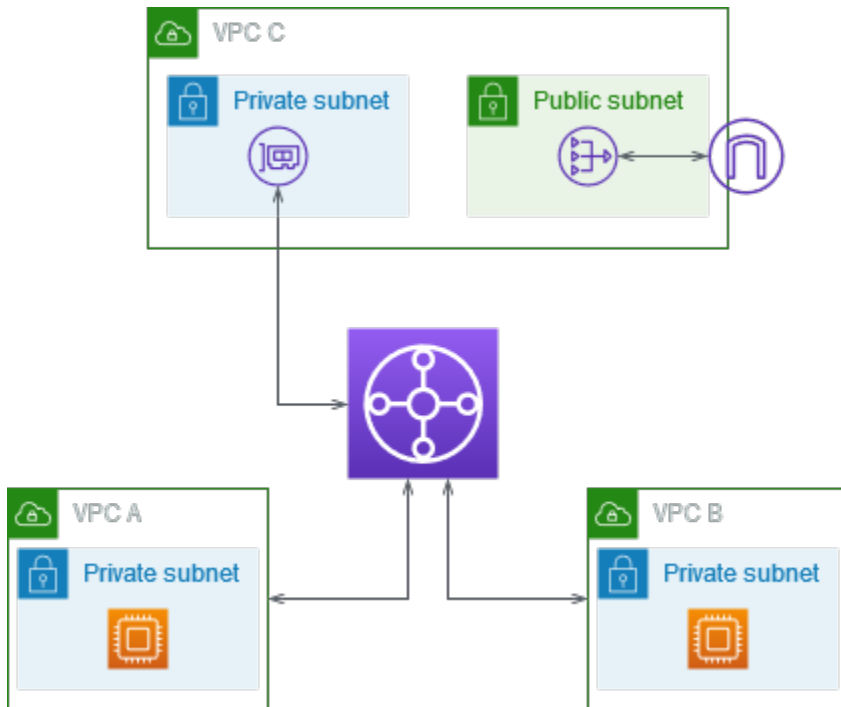 VPC C
Private subnet
Public subnet
VPC A
Private subnet
VPC B
Private subnet